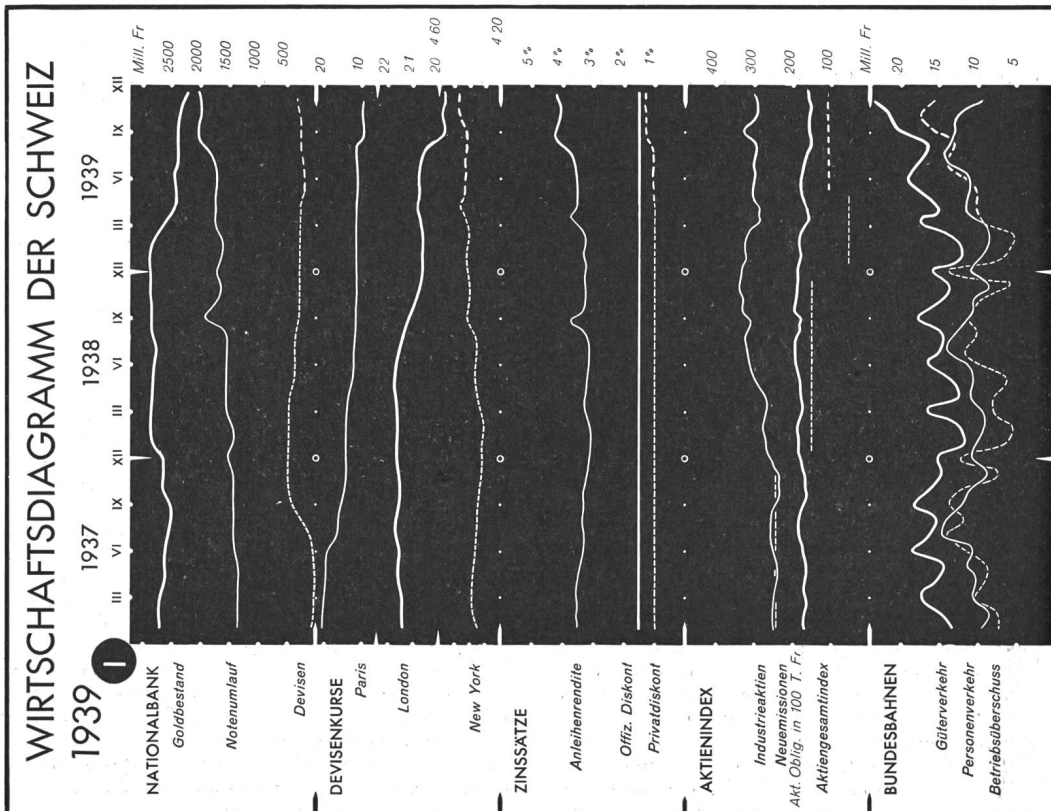 WIRTSCHAFTSDIAGRAMM DER SCHWEIZ
1939 I
1937 1938 1939
III VI IX XII III VI IX XII III VI IX XII
NATIONALBANK
Mill. Fr
Goldbestand
2500
2000
Notenumlauf
1500
1000
Devisen
500
DEVISENKURSE
20
Paris
10
22
London
21
20
4 60
New York
4 20
ZINSSÄTZE
5 %
Anleihenrendite
4 %
3 %
Offiz. Diskont
2 %
Privatdiskont
1 %
AKTIENINDEX
400
Industrieaktien
300
Neuemissionen
Akt. Oblig. in 100 T. Fr
200
Aktiengesamtindex
100
BUNDESBAHNEN
Mill. Fr
20
Güterverkehr
15
Personenverkehr
10
Betriebsüberschuss
5